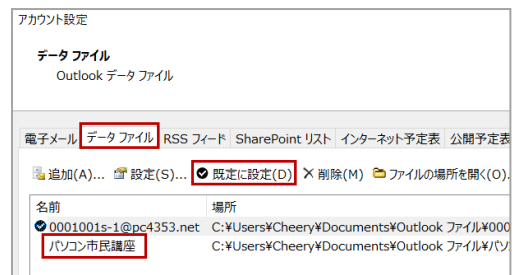 アカウント設定
データ ファイル
Outlook データ ファイル
電子メール データ ファイル RSS フィード SharePoint リスト インターネット予定表 公開予定表
追加(A)... 設定(S)... 既定に設定(D) 削除(M) ファイルの場所を開く(O)..
名前 場所
0001001s-1@pc4353.net C:¥Users¥Cheery¥Documents¥Outlook ファイル¥000
パソコン市民講座 C:¥Users¥Cheery¥Documents¥Outlook ファイル¥パソ